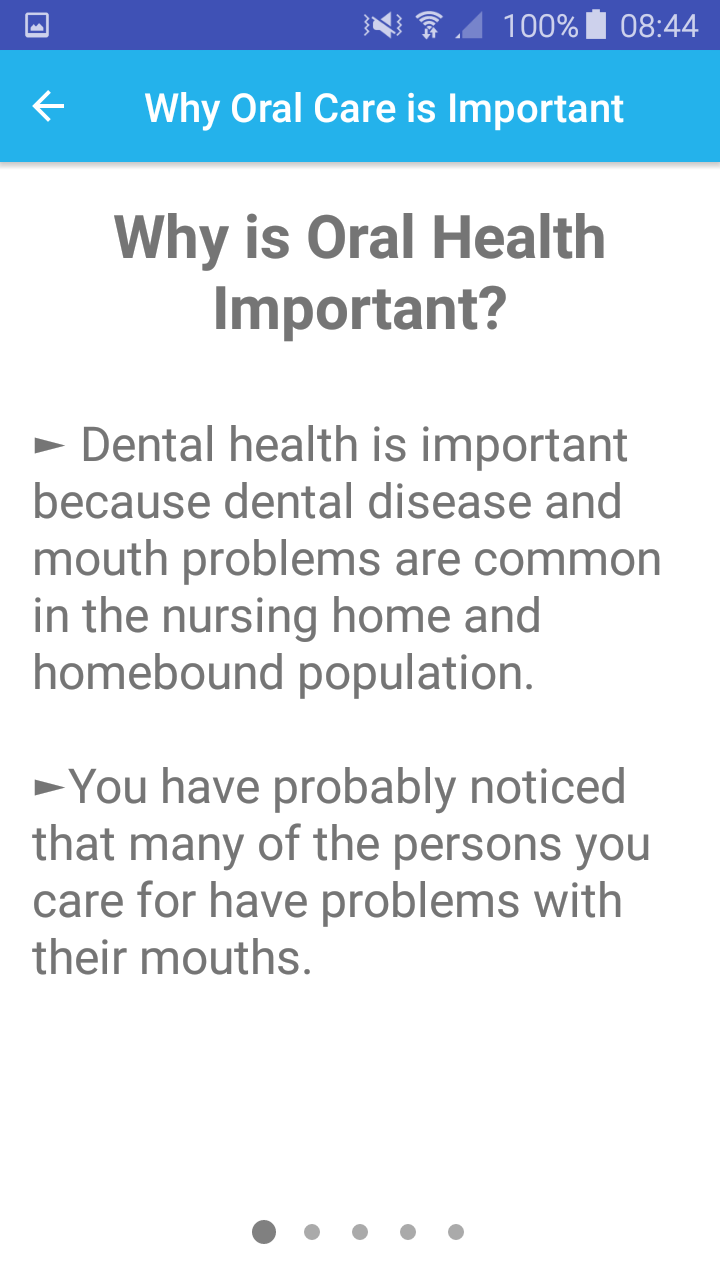 100% 08:44
Why Oral Care is Important
Why is Oral Health
Important?
► Dental health is important
because dental disease and
mouth problems are common
in the nursing home and
homebound population.
►You have probably noticed
that many of the persons you
care for have problems with
their mouths.